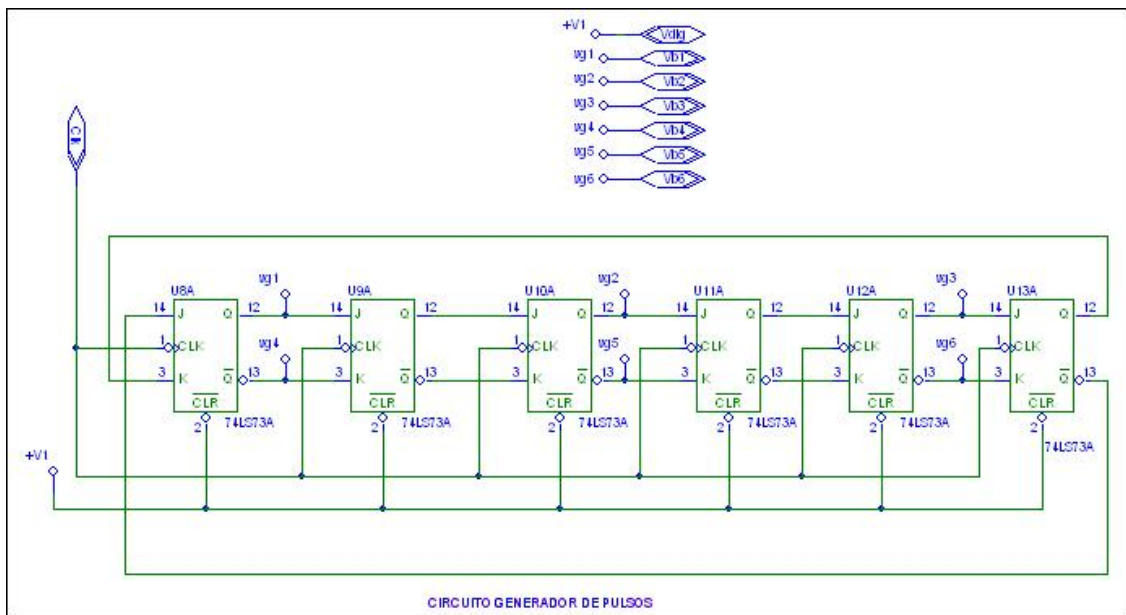 +V1 Vdig
vg1 Vb1
vg2 Vb2
vg3 Vb3
vg4 Vb4
vg5 Vb5
vg6 Vb6
Clk
U8A vg1 U9A U10A vg2 U11A U12A vg3 U13A
14 J Q 12 14 J Q 12 14 J Q 12 14 J Q 12 14 J Q 12 14 J Q 12
1 CLK 1 CLK 1 CLK 1 CLK 1 CLK 1 CLK
vg4 vg5 vg6
3 K Q 13 3 K Q 13 3 K Q 13 3 K Q 13 3 K Q 13 3 K Q 13
CLR CLR CLR CLR CLR CLR
2 74LS73A 2 74LS73A 2 74LS73A 2 74LS73A 2 74LS73A 2
74LS73A
+V1
CIRCUITO GENERADOR DE PULSOS